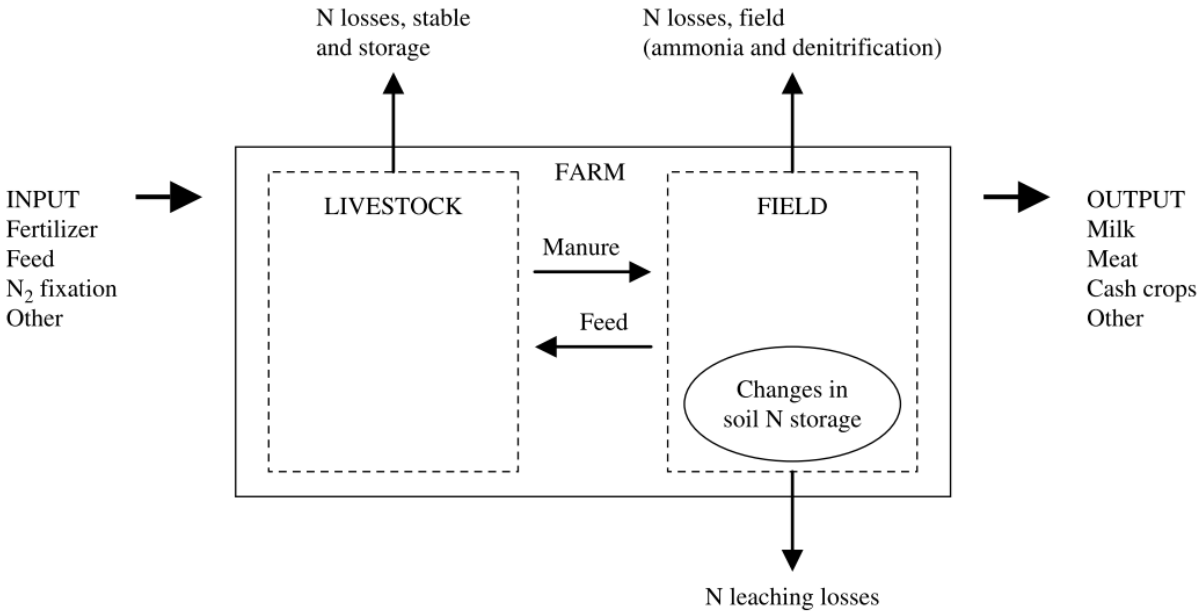 N losses, stable
and storage
N losses, field
(ammonia and denitrification)
INPUT
Fertilizer
Feed
N₂ fixation
Other
FARM
LIVESTOCK
Manure
Feed
FIELD
Changes in
soil N storage
OUTPUT
Milk
Meat
Cash crops
Other
N leaching losses